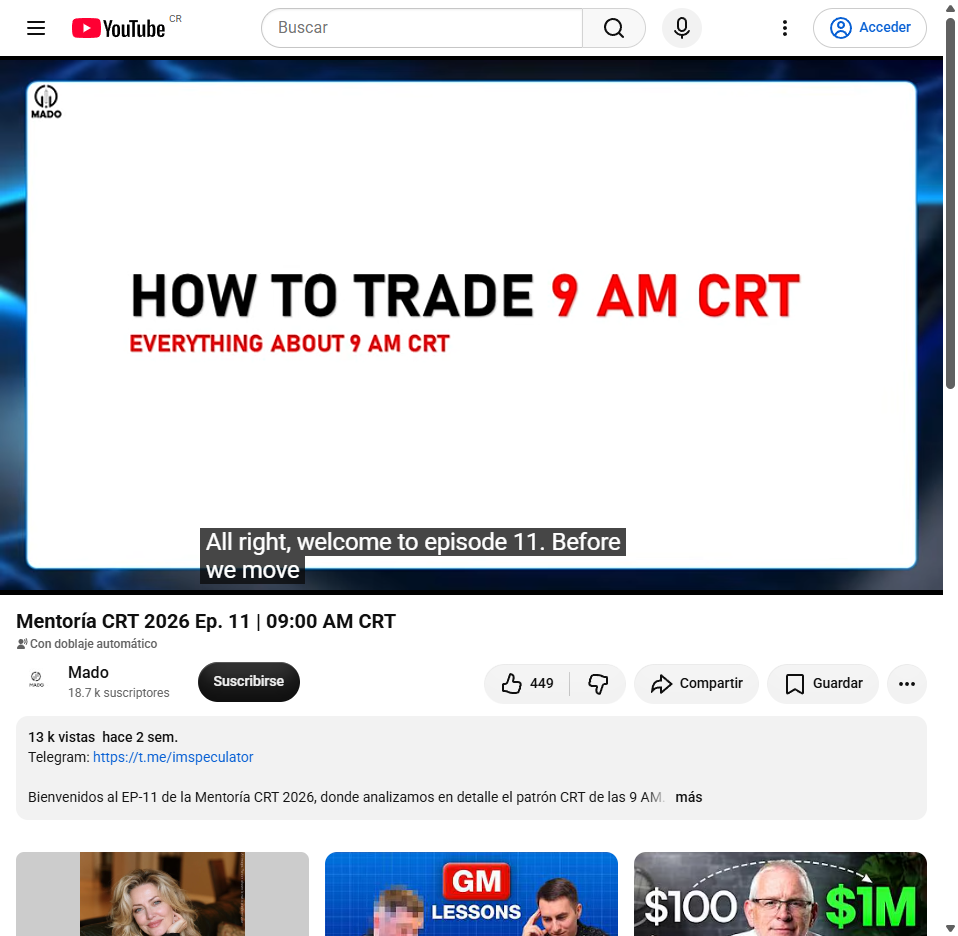 YouTube CR
Buscar
Acceder
MADO
HOW TO TRADE 9 AM CRT
EVERYTHING ABOUT 9 AM CRT
All right, welcome to episode 11. Before
we move
Mentoría CRT 2026 Ep. 11 | 09:00 AM CRT
Con doblaje automático
MADO
Mado
18.7 k suscriptores
Suscribirse
449
Compartir
Guardar
13 k vistas hace 2 sem.
Telegram: https://t.me/imspeculator
Bienvenidos al EP-11 de la Mentoría CRT 2026, donde analizamos en detalle el patrón CRT de las 9 AM. más
GM
LESSONS
$100 $1M